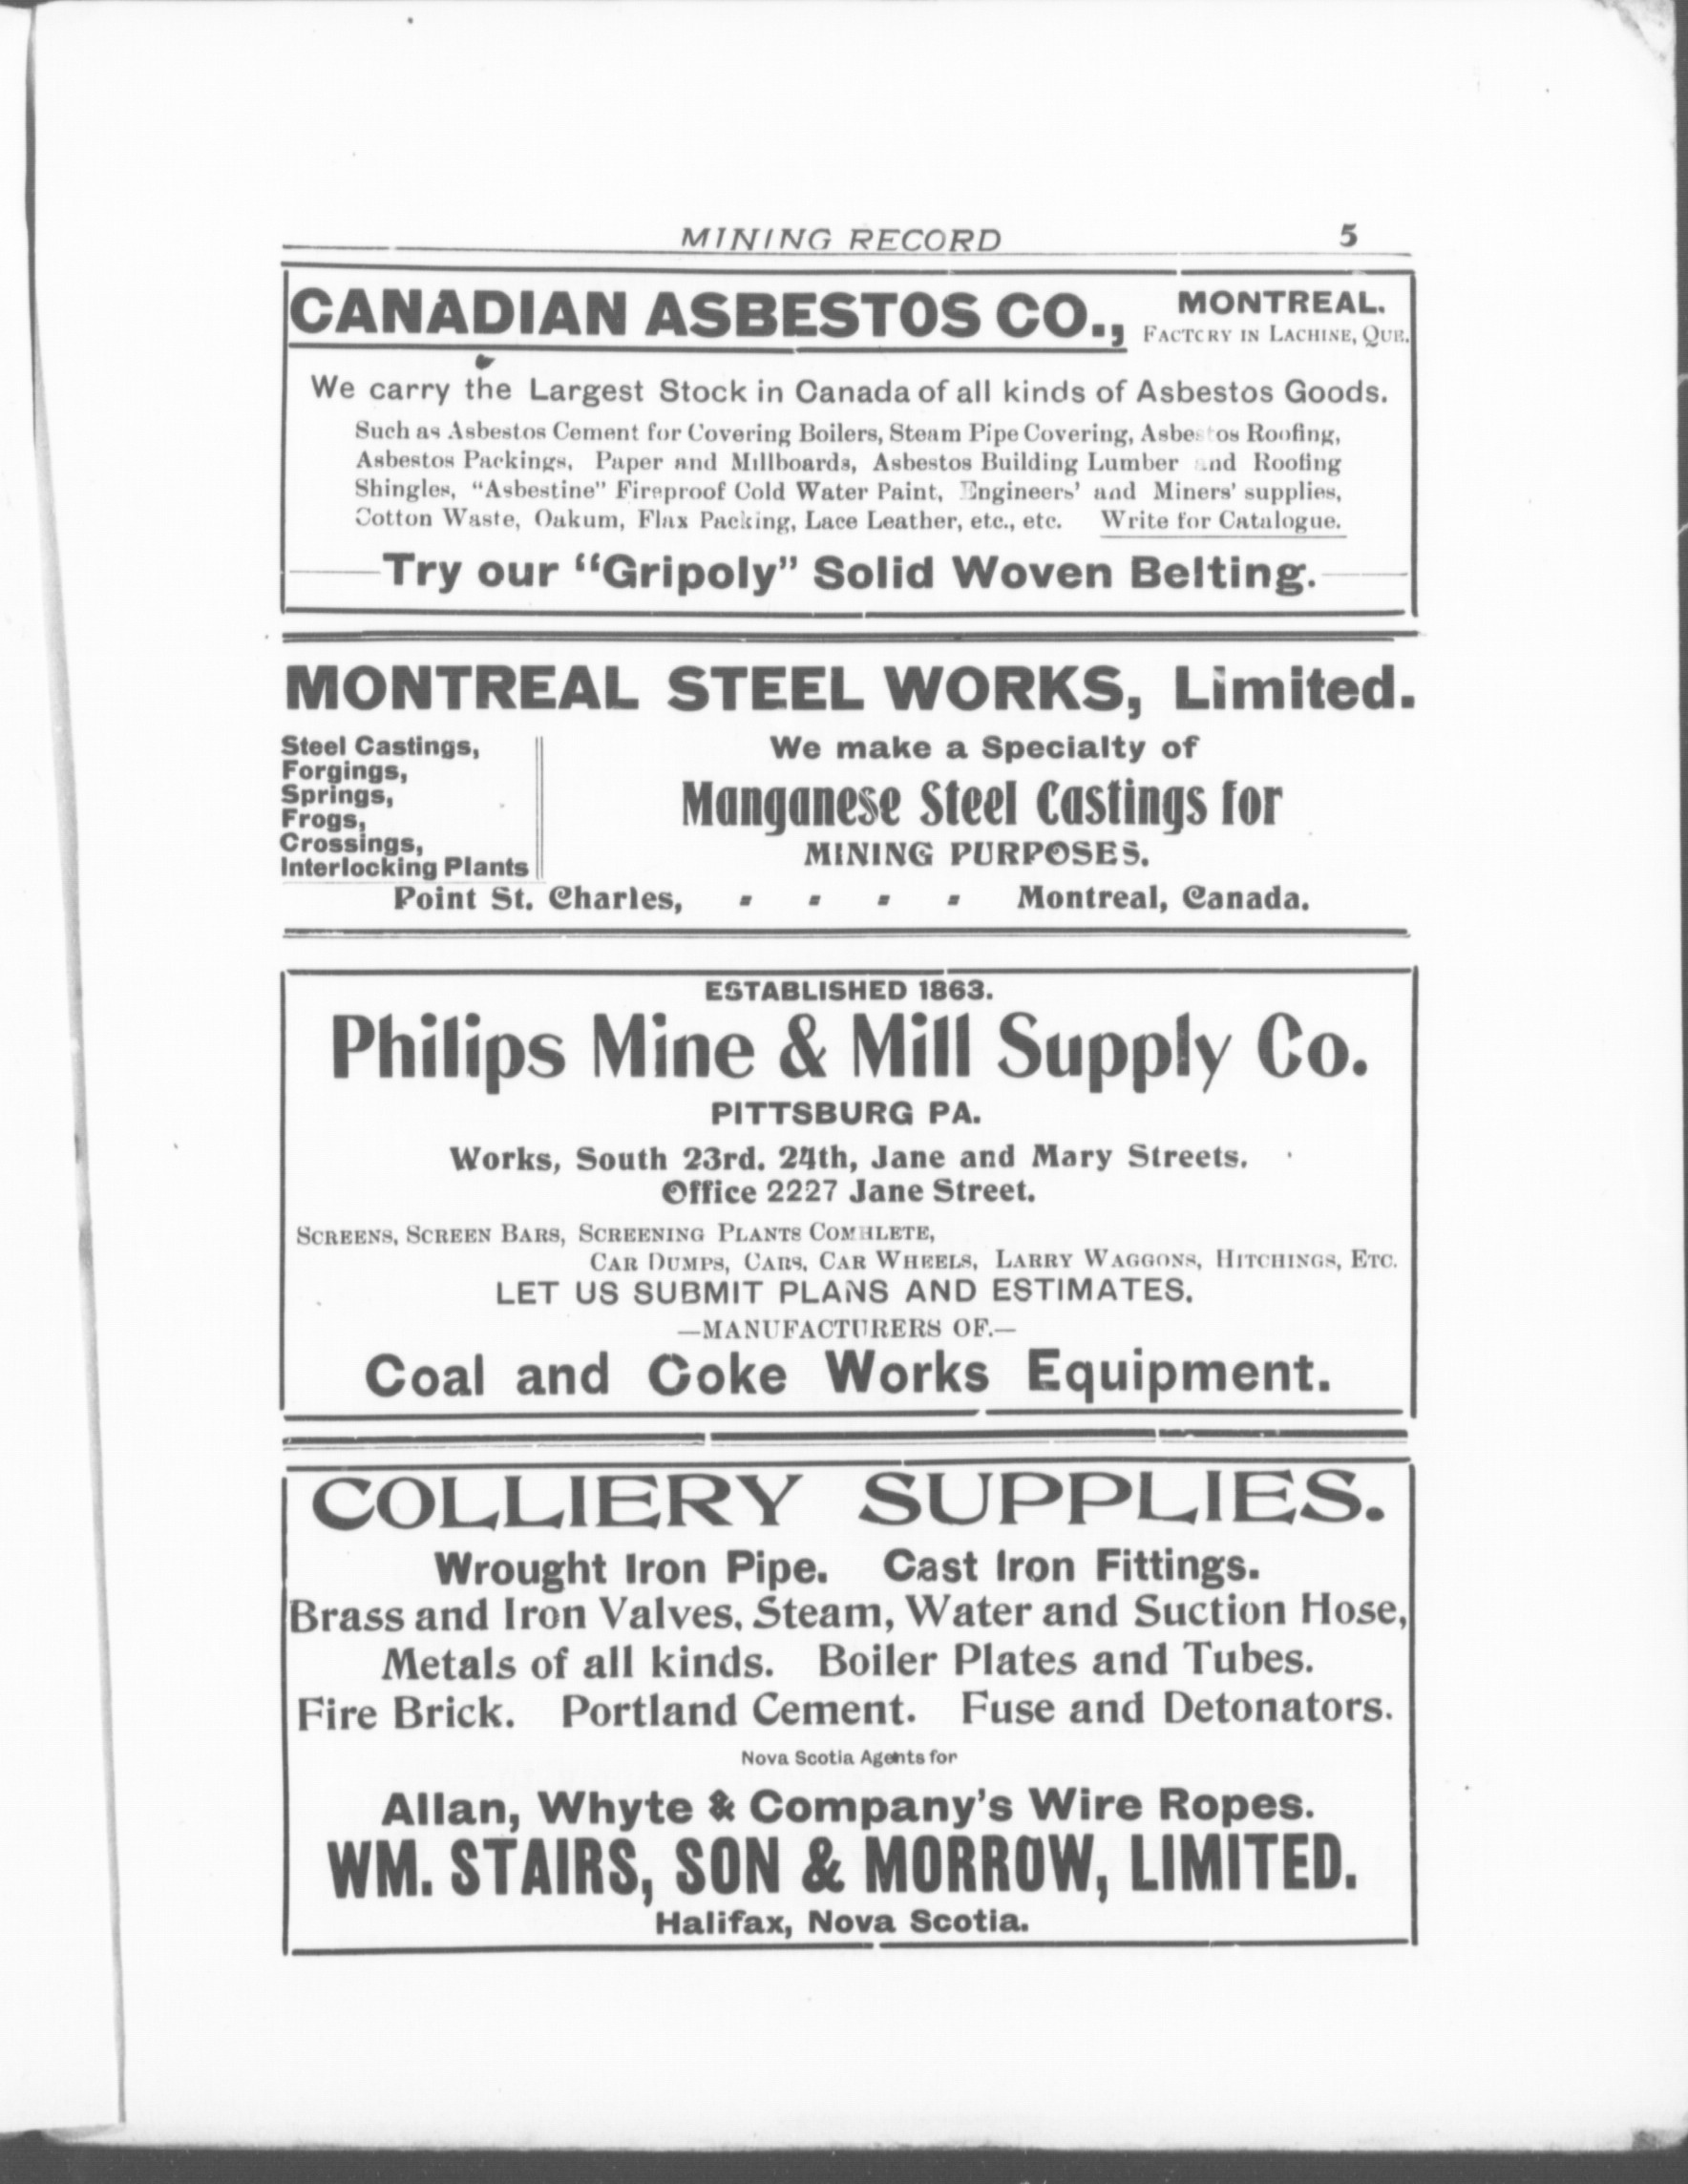 MINING RECORD 5
CANADIAN ASBESTOS CO., MONTREAL.
FACTCRY IN LACHINE, QUE.
We carry the Largest Stock in Canada of all kinds of Asbestos Goods.
Such as Asbestos Cement for Covering Boilers, Steam Pipe Covering, Asbestos Roofing,
Asbestos Packings, Paper and Millboards, Asbestos Building Lumber and Roofing
Shingles, "Asbestine" Fireproof Cold Water Paint, Engineers' and Miners' supplies,
Cotton Waste, Oakum, Flax Packing, Lace Leather, etc., etc. Write for Catalogue.
Try our "Gripoly" Solid Woven Belting.
MONTREAL STEEL WORKS, Limited.
Steel Castings,
Forgings,
Springs,
Frogs,
Crossings,
Interlocking Plants
We make a Specialty of
Manganese Steel Castings for
MINING PURPOSES.
Point St. Charles, - - - - Montreal, Canada.
ESTABLISHED 1863.
Philips Mine & Mill Supply Co.
PITTSBURG PA.
Works, South 23rd. 24th, Jane and Mary Streets.
Office 2227 Jane Street.
SCREENS, SCREEN BARS, SCREENING PLANTS COMHLETE,
CAR DUMPS, CARS, CAR WHEELS, LARRY WAGGONS, HITCHINGS, ETC.
LET US SUBMIT PLANS AND ESTIMATES.
—MANUFACTURERS OF.—
Coal and Coke Works Equipment.
COLLIERY SUPPLIES.
Wrought Iron Pipe. Cast Iron Fittings.
Brass and Iron Valves, Steam, Water and Suction Hose,
Metals of all kinds. Boiler Plates and Tubes.
Fire Brick. Portland Cement. Fuse and Detonators.
Nova Scotia Agents for
Allan, Whyte & Company's Wire Ropes.
WM. STAIRS, SON & MORROW, LIMITED.
Halifax, Nova Scotia.